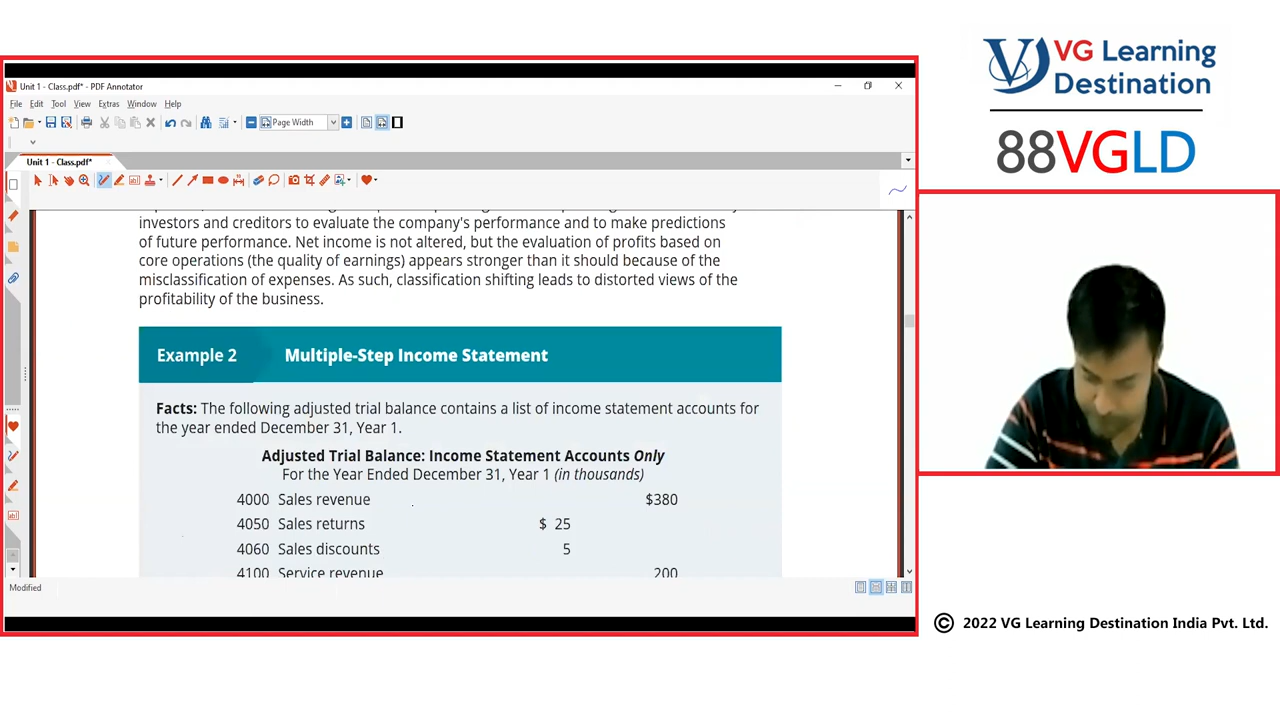 VG Learning
Destination
88VGLD
Unit 1 - Class.pdf* - PDF Annotator
File Edit Tool View Extras Window Help
Page Width
Unit 1 - Class.pdf*
investors and creditors to evaluate the company's performance and to make predictions
of future performance. Net income is not altered, but the evaluation of profits based on
core operations (the quality of earnings) appears stronger than it should because of the
misclassification of expenses. As such, classification shifting leads to distorted views of the
profitability of the business.
Example 2 Multiple-Step Income Statement
Facts: The following adjusted trial balance contains a list of income statement accounts for
the year ended December 31, Year 1.
Adjusted Trial Balance: Income Statement Accounts Only
For the Year Ended December 31, Year 1 (in thousands)
4000 Sales revenue $380
4050 Sales returns $ 25
4060 Sales discounts 5
4100 Service revenue 200
Modified
© 2022 VG Learning Destination India Pvt. Ltd.